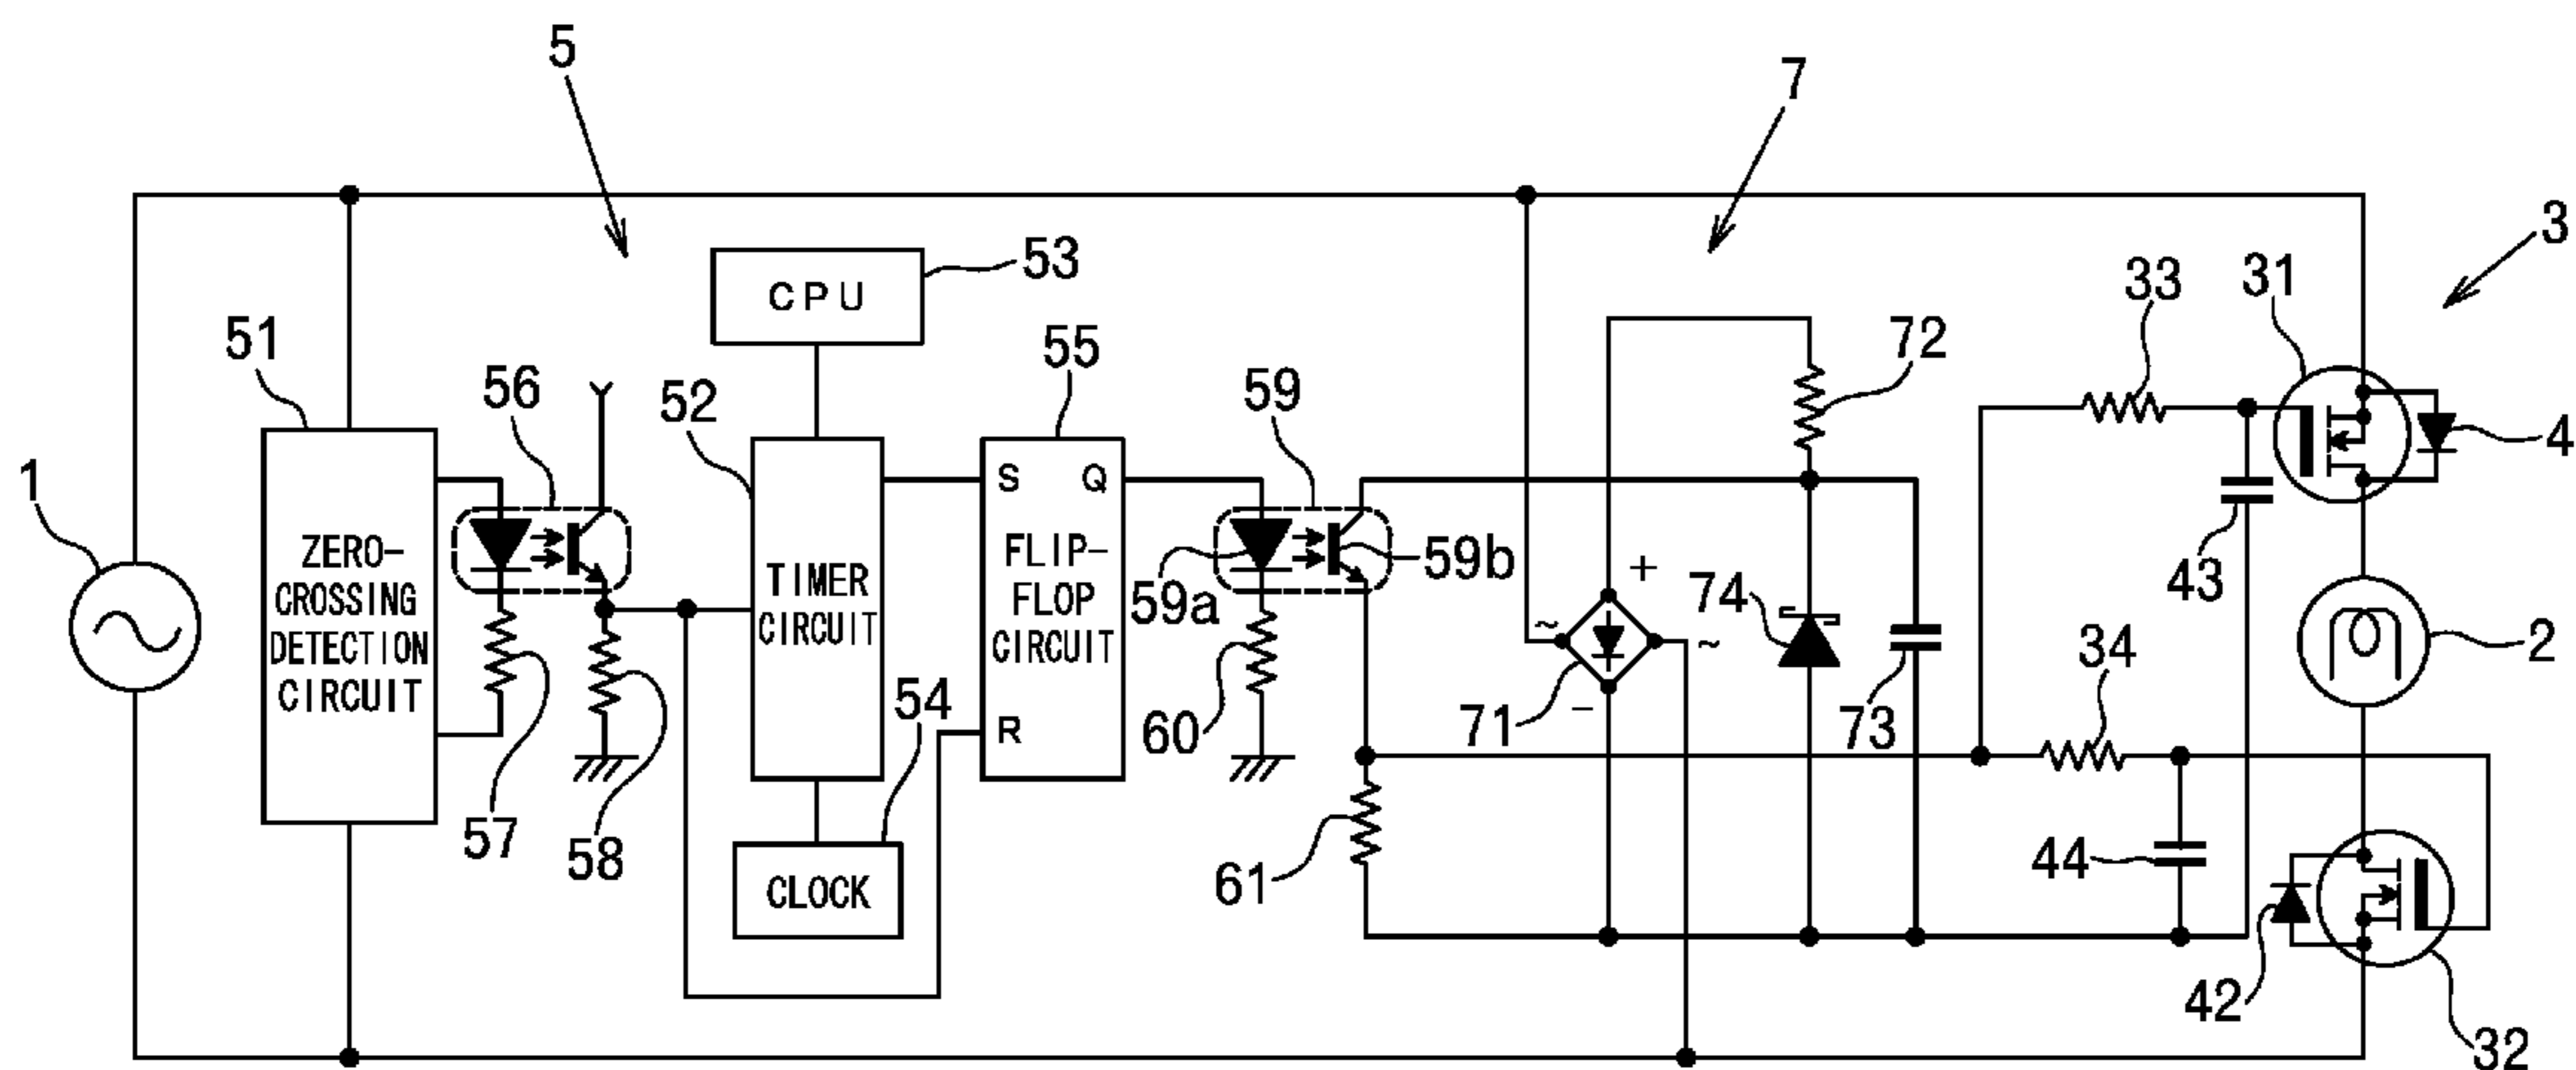 5
7
3
53
CPU
33
31
51
55
72
56
52
59
4
S
Q
1
43
ZERO-
CROSSING
DETECTION
CIRCUIT
TIMER
CIRCUIT
FLIP-
FLOP
CIRCUIT
59b
59a
+
74
~
~
2
34
60
71
−
73
R
54
57
58
61
CLOCK
44
42
32